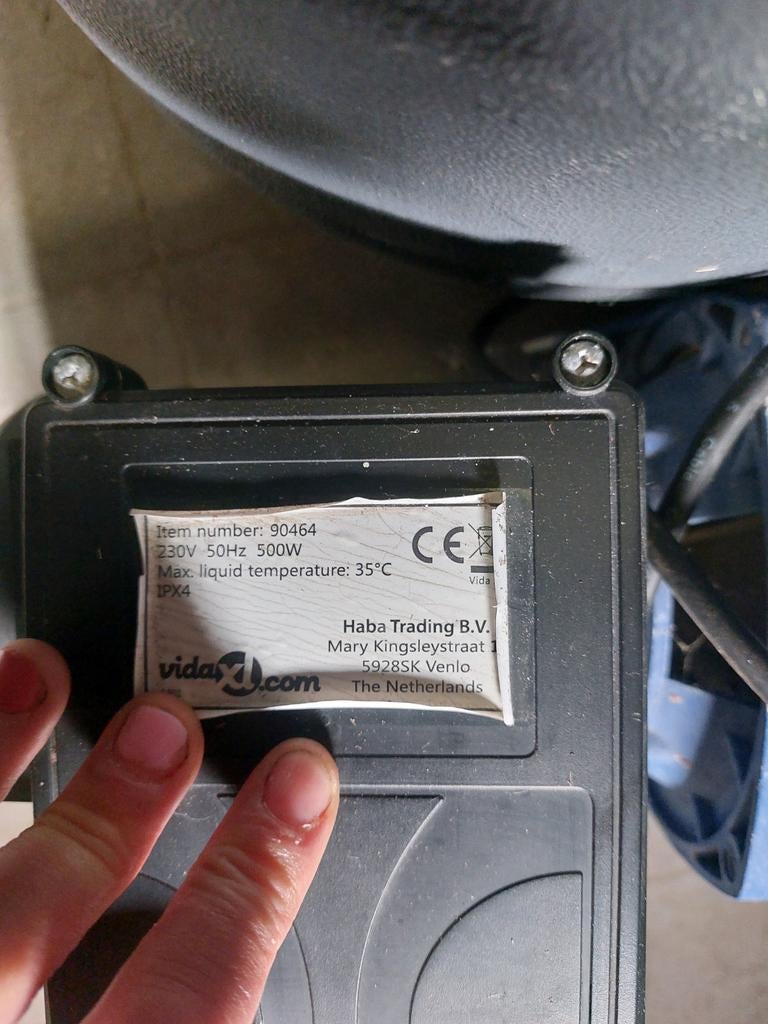 Item number: 90464
230V 50Hz 500W
Max. liquid temperature: 35°C
IPX4
CE
Vida
Haba Trading B.V.
Mary Kingsleystraat
5928SK Venlo
The Netherlands
vidaXL.com